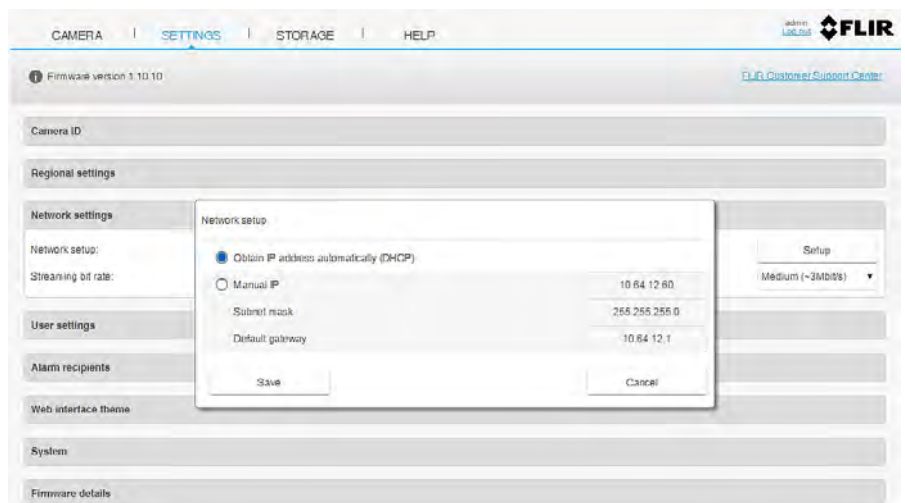 CAMERA | SETTINGS | STORAGE | HELP
admin
Log out
FLIR
Firmware version 1.10.10
FLIR Customer Support Center
Camera ID
Regional settings
Network settings
Network setup:
Setup
Streaming bit rate:
Medium (~3Mbit/s)
Network setup
Obtain IP address automatically (DHCP)
Manual IP 10.64.12.60
Subnet mask 255.255.255.0
Default gateway 10.64.12.1
Save Cancel
User settings
Alarm recipients
Web interface theme
System
Firmware details